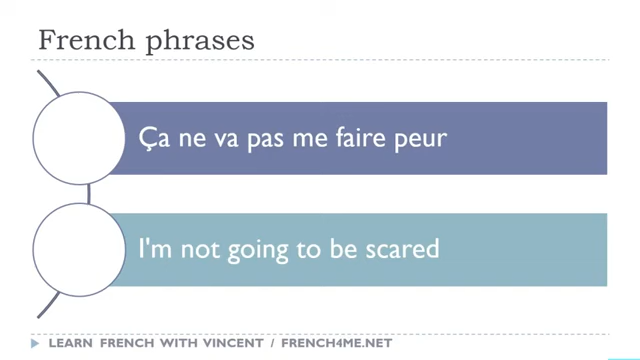 French phrases
Ça ne va pas me faire peur
I'm not going to be scared
LEARN FRENCH WITH VINCENT / FRENCH4ME.NET